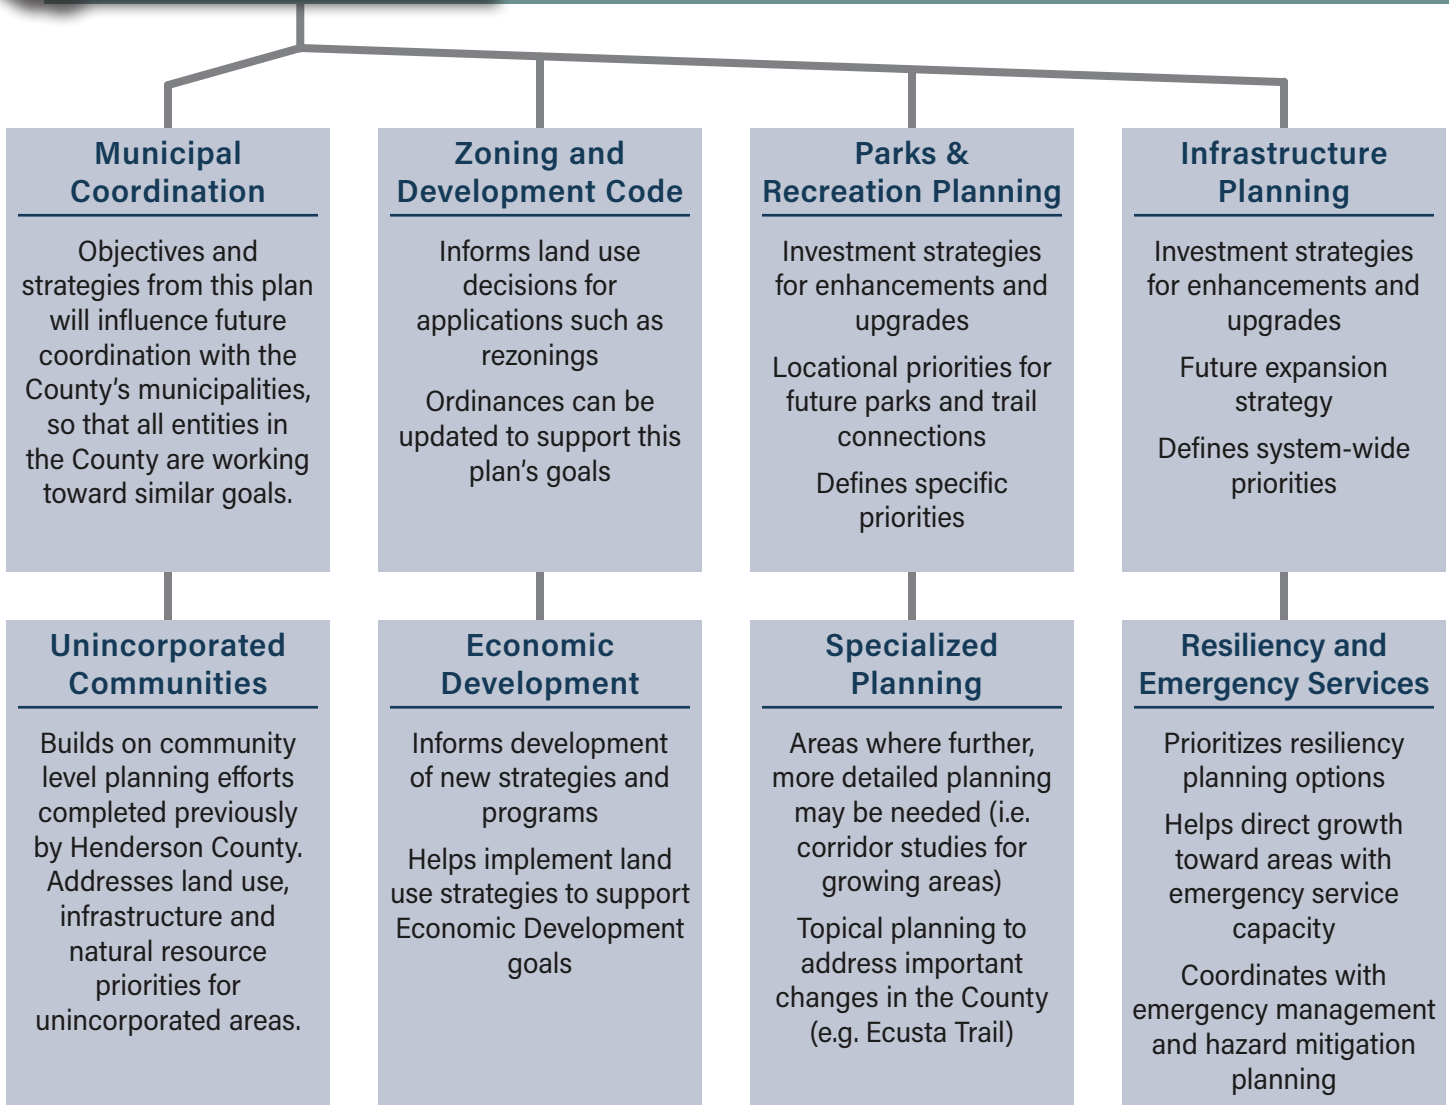 Municipal
Coordination
Objectives and
strategies from this plan
will influence future
coordination with the
County's municipalities,
so that all entities in
the County are working
toward similar goals.
Zoning and
Development Code
Informs land use
decisions for
applications such as
rezonings
Ordinances can be
updated to support this
plan's goals
Parks &
Recreation Planning
Investment strategies
for enhancements and
upgrades
Locational priorities for
future parks and trail
connections
Defines specific
priorities
Infrastructure
Planning
Investment strategies
for enhancements and
upgrades
Future expansion
strategy
Defines system-wide
priorities
Unincorporated
Communities
Builds on community
level planning efforts
completed previously
by Henderson County.
Addresses land use,
infrastructure and
natural resource
priorities for
unincorporated areas.
Economic
Development
Informs development
of new strategies and
programs
Helps implement land
use strategies to support
Economic Development
goals
Specialized
Planning
Areas where further,
more detailed planning
may be needed (i.e.
corridor studies for
growing areas)
Topical planning to
address important
changes in the County
(e.g. Ecusta Trail)
Resiliency and
Emergency Services
Prioritizes resiliency
planning options
Helps direct growth
toward areas with
emergency service
capacity
Coordinates with
emergency management
and hazard mitigation
planning